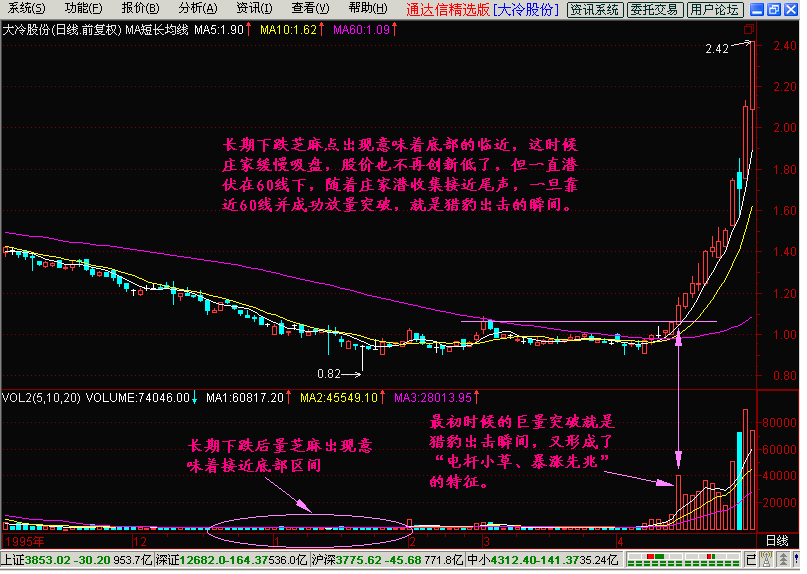 系统(S) 功能(F) 报价(B) 分析(A) 资讯(I) 查看(V) 帮助(H) 通达信精选版 [大冷股份] 资讯系统 委托交易 用户论坛
大冷股份(日线.前复权) MA短长均线 MA5:1.90↑ MA10:1.62↑ MA60:1.09↑
2.42
2.40
2.20
2.00
1.80
1.60
1.40
1.20
1.00
0.80
长期下跌芝麻点出现意味着底部的临近，这时候
庄家缓慢吸盘，股价也不再创新低了，但一直潜
伏在60线下，随着庄家潜收集接近尾声，一旦靠
近60线并成功放量突破，就是猎豹出击的瞬间。
0.82
VOL2(5,10,20) VOLUME:74046.00↓ MA1:60817.20↑ MA2:45549.10↑ MA3:28013.95↑
80000
60000
40000
20000
长期下跌后量芝麻出现意
味着接近底部区间
最初时候的巨量突破就是
猎豹出击瞬间，又形成了
“电杆小草、暴涨先兆”
的特征。
1995年 12 1 2 3 4 日线
上证3853.02 -30.20 953.7亿 深证12682.0 -164.37 536.0亿 沪深3775.62 -45.68 771.8亿 中小4312.40 -141.37 35.24亿